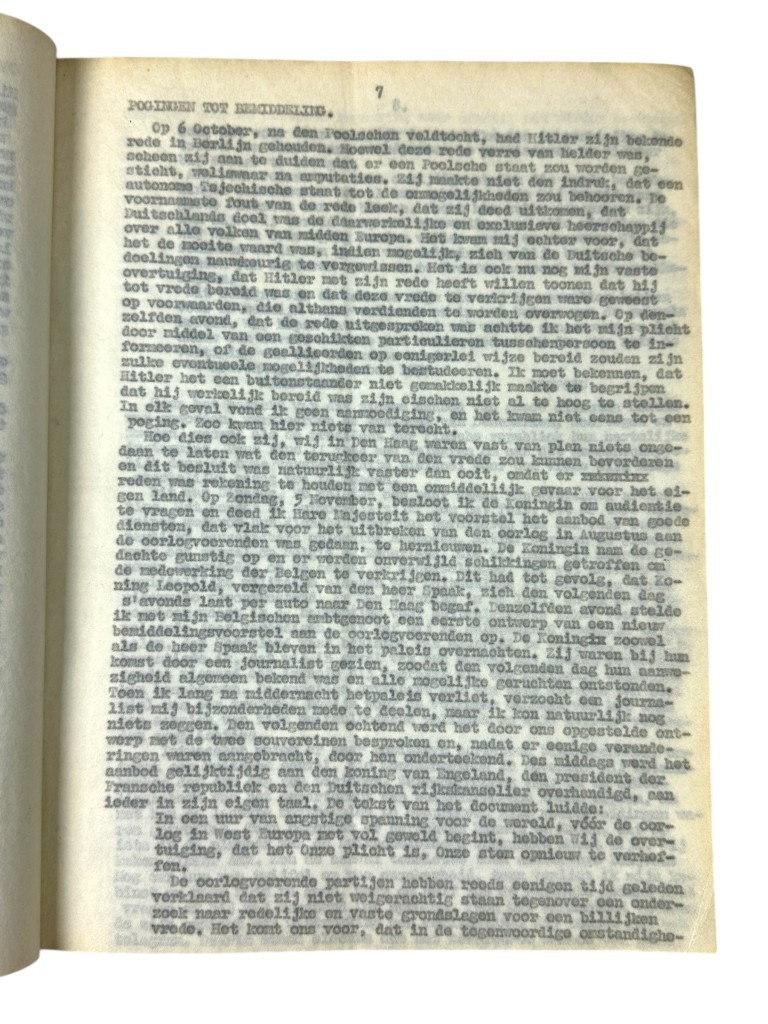 7
POGINGEN TOT BEMIDDELING.
Op 6 October, na den Poolschen veldtocht, had Hitler zijn bekende
rede in Berlijn gehouden. Hoewel deze rede verre van helder was,
scheen zij aan te duiden dat er een Poolsche staat zou worden ge-
sticht, weliswaar na amputaties. Zij maakte niet den indruk, dat een
autonome Tsjechische staat tot de onmogelijkheden zou behooren. De
voornaamste fout van de rede leek, dat zij deed uitkomen, dat
Duitschlands doel was de daarwerkelijke en exclusieve heerschappij
over alle volken van midden Europa. Het kwam mij echter voor, dat
het de moeite waard was, indien mogelijk, zich van de Duitsche be-
doelingen nauwkeurig te vergewissen. Het is ook nu nog mijn vaste
overtuiging, dat Hitler met zijn rede heeft willen toonen dat hij
tot vrede bereid was en dat deze vrede te verkrijgen ware geweest
op voorwaarden, die althans verdienden te worden overwogen. Op den-
zelfden avond, dat de rede uitgesproken was achtte ik het mijn plicht
door middel van een geschikten particulieren tusschenpersoon te in-
formeeren, of de geallieerden op eenigerlei wijze bereid zouden zijn
zulke eventueele mogelijkheden te bestudeeren. Ik moet bekennen, dat
Hitler het een buitenstaander niet gemakkelijk maakte te begrijpen
dat hij werkelijk bereid was zijn eischen niet al te hoog te stellen.
In elk geval vond ik geen aanmoediging, en het kwam niet eens tot een
poging. Zoo kwam hier niets van terecht.
Hoe dies ook zij, wij in Den Haag waren vast van plan niets onge-
daan te laten wat den terugkeer van den vrede zou kunnen bevorderen
en dit besluit was natuurlijk vaster dan ooit, omdat er
reden was rekening te houden met een onmiddellijk gevaar voor het ei-
gen land. Op Zondag, 5 November, besloot ik de Koningin om audientie
te vragen en deed ik Hare Majesteit het voorstel het aanbod van goede
diensten, dat vlak voor het uitbreken van den oorlog in Augustus aan
de oorlogvoerenden was gedaan, te hernieuwen. De Koningin nam de ge-
dachte gunstig op en er werden onverwijld schikkingen getroffen om
de medewerking der Belgen te verkrijgen. Dit had tot gevolg, dat Ko-
ning Leopold, vergezeld van den heer Spaak, zich den volgenden dag
s'avonds laat per auto naar Den Haag begaf. Denzelfden avond stelde
ik met mijn Belgischen ambtgenoot een eerste ontwerp van een nieuw
bemiddelingsvoorstel aan de oorlogvoerenden op. De Koningin zoowel
als de heer Spaak bleven in het paleis overnachten. Zij waren bij hun
komst door een journalist gezien, zoodat den volgenden dag hun aanwe-
zigheid algemeen bekend was en alle mogelijke geruchten ontstonden.
Toen ik lang na middernacht hetpaleis verliet, verzocht een journa-
list mij bijzonderheden mede te deelen, maar ik kon natuurlijk nog
niets zeggen. Den volgenden ochtend werd het door ons opgestelde ont-
werp met de twee souvereinen besproken en, nadat er eenige verande-
ringen waren aangebracht, door hen onderteekend. Des middags werd het
aanbod gelijktijdig aan den koning van Engeland, den president der
Fransche republiek en den Duitschen rijkskanselier overhandigd, aan
ieder in zijn eigen taal. De tekst van het document luidde:
In een uur van angstige spanning voor de wereld, vóór de oor-
log in West Europa met vol geweld begint, hebben Wij de over-
tuiging, dat het Onze plicht is, Onze stem opnieuw te verhef-
fen.
De oorlogvoerende partijen hebben reeds eenigen tijd geleden
verklaard dat zij niet weigerachtig staan tegenover een onder-
zoek naar redelijke en vaste grondslagen voor een billijken
vrede. Het komt ons voor, dat in de tegenwoordige omstandighe-